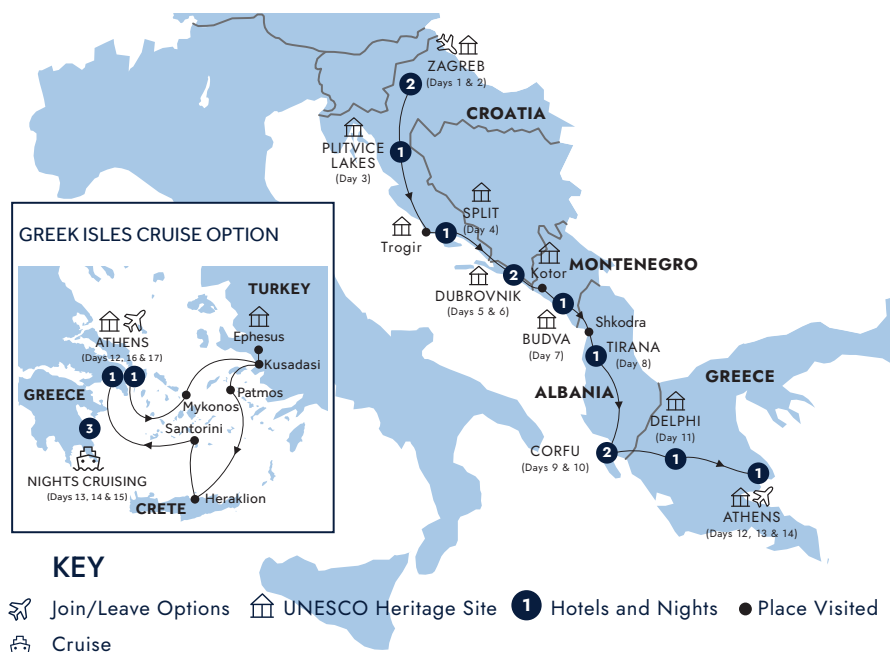 ZAGREB
(Days 1 & 2)
2
CROATIA
PLITVICE
LAKES
(Day 3)
1
SPLIT
(Day 4)
1
Trogir
Kotor
MONTENEGRO
2
DUBROVNIK
(Days 5 & 6)
1
BUDVA
(Day 7)
Shkodra
TIRANA
(Day 8)
1
ALBANIA
GREECE
DELPHI
(Day 11)
CORFU
(Days 9 & 10)
2
1
1
ATHENS
(Days 12, 13 & 14)
GREEK ISLES CRUISE OPTION
TURKEY
Ephesus
ATHENS
(Days 12, 16 & 17)
Kusadasi
1 1
GREECE
Patmos
Mykonos
3
Santorini
NIGHTS CRUISING
(Days 13, 14 & 15)
Heraklion
CRETE
KEY
Join/Leave Options
UNESCO Heritage Site
1 Hotels and Nights
Place Visited
Cruise